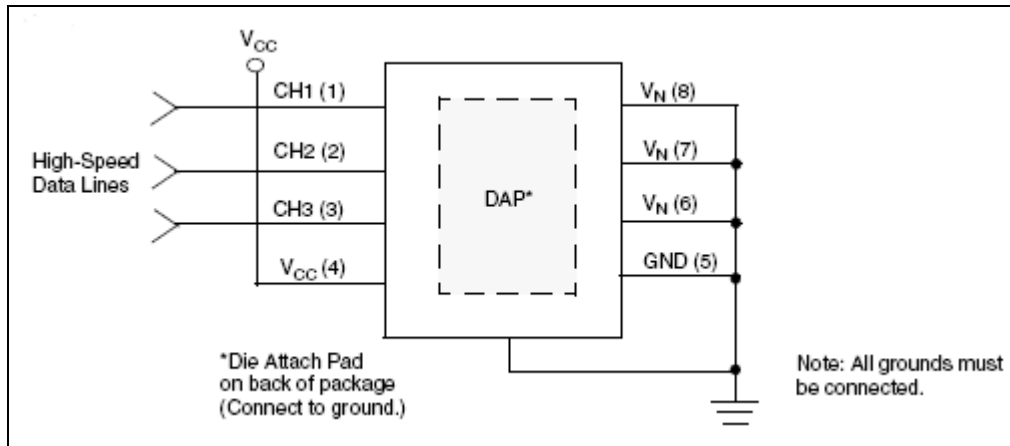 VCC
CH1 (1)
VN (8)
High-Speed
Data Lines
CH2 (2)
VN (7)
DAP*
CH3 (3)
VN (6)
VCC (4)
GND (5)
*Die Attach Pad
on back of package
(Connect to ground.)
Note: All grounds must
be connected.